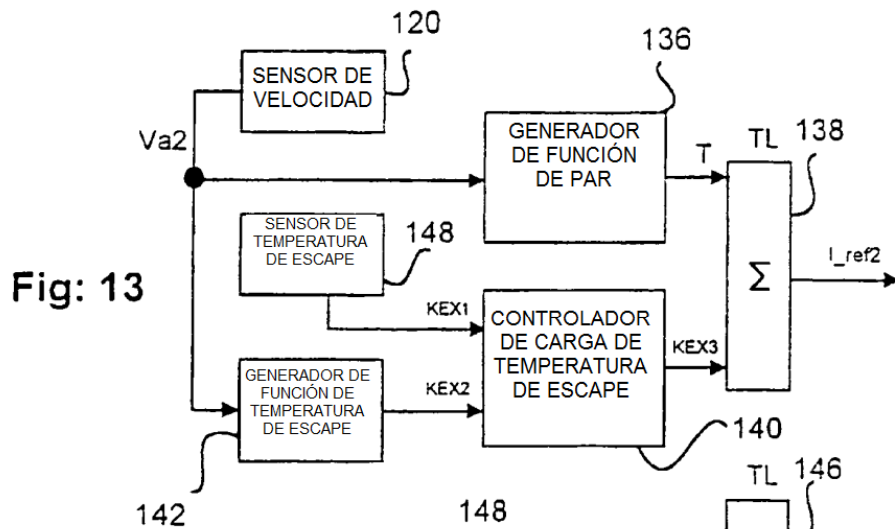 120
SENSOR DE
VELOCIDAD
136
Va2
GENERADOR
DE FUNCIÓN
DE PAR
T
TL
138
SENSOR DE
TEMPERATURA
DE ESCAPE
148
Fig: 13
Σ
I_ref2
KEX1
CONTROLADOR
DE CARGA DE
TEMPERATURA
DE ESCAPE
KEX3
GENERADOR DE
FUNCIÓN DE
TEMPERATURA
DE ESCAPE
KEX2
140
142
148
TL
146